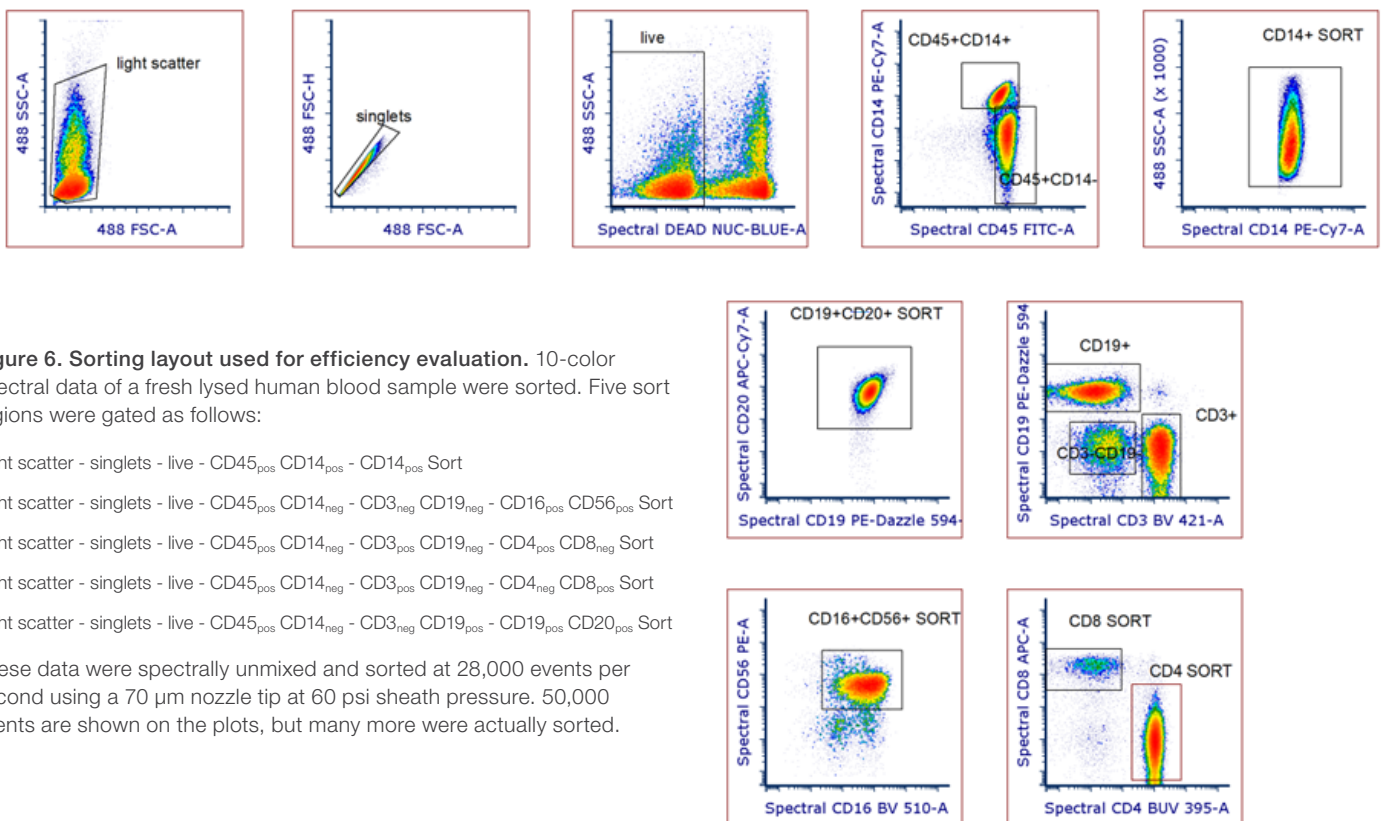 488 SSC-A
light scatter
488 FSC-A
488 FSC-H
singlets
488 FSC-A
488 SSC-A
live
Spectral DEAD NUC-BLUE-A
Spectral CD14 PE-Cy7-A
CD45+CD14+
CD45+CD14-
Spectral CD45 FITC-A
488 SSC-A (x 1000)
CD14+ SORT
Spectral CD14 PE-Cy7-A
gure 6. Sorting layout used for efficiency evaluation. 10-color
ectral data of a fresh lysed human blood sample were sorted. Five sort
gions were gated as follows:
ht scatter - singlets - live - CD45pos CD14pos - CD14pos Sort
ht scatter - singlets - live - CD45pos CD14neg - CD3neg CD19neg - CD16pos CD56pos Sort
ht scatter - singlets - live - CD45pos CD14neg - CD3pos CD19neg - CD4pos CD8neg Sort
ht scatter - singlets - live - CD45pos CD14neg - CD3pos CD19neg - CD4neg CD8pos Sort
ht scatter - singlets - live - CD45pos CD14neg - CD3neg CD19pos - CD19pos CD20pos Sort
ese data were spectrally unmixed and sorted at 28,000 events per
cond using a 70 µm nozzle tip at 60 psi sheath pressure. 50,000
ents are shown on the plots, but many more were actually sorted.
Spectral CD20 APC-Cy7-A
CD19+CD20+ SORT
Spectral CD19 PE-Dazzle 594-
Spectral CD19 PE-Dazzle 594
CD19+
CD3+
CD3-CD19-
Spectral CD3 BV 421-A
Spectral CD56 PE-A
CD16+CD56+ SORT
Spectral CD16 BV 510-A
Spectral CD8 APC-A
CD8 SORT
CD4 SORT
Spectral CD4 BUV 395-A